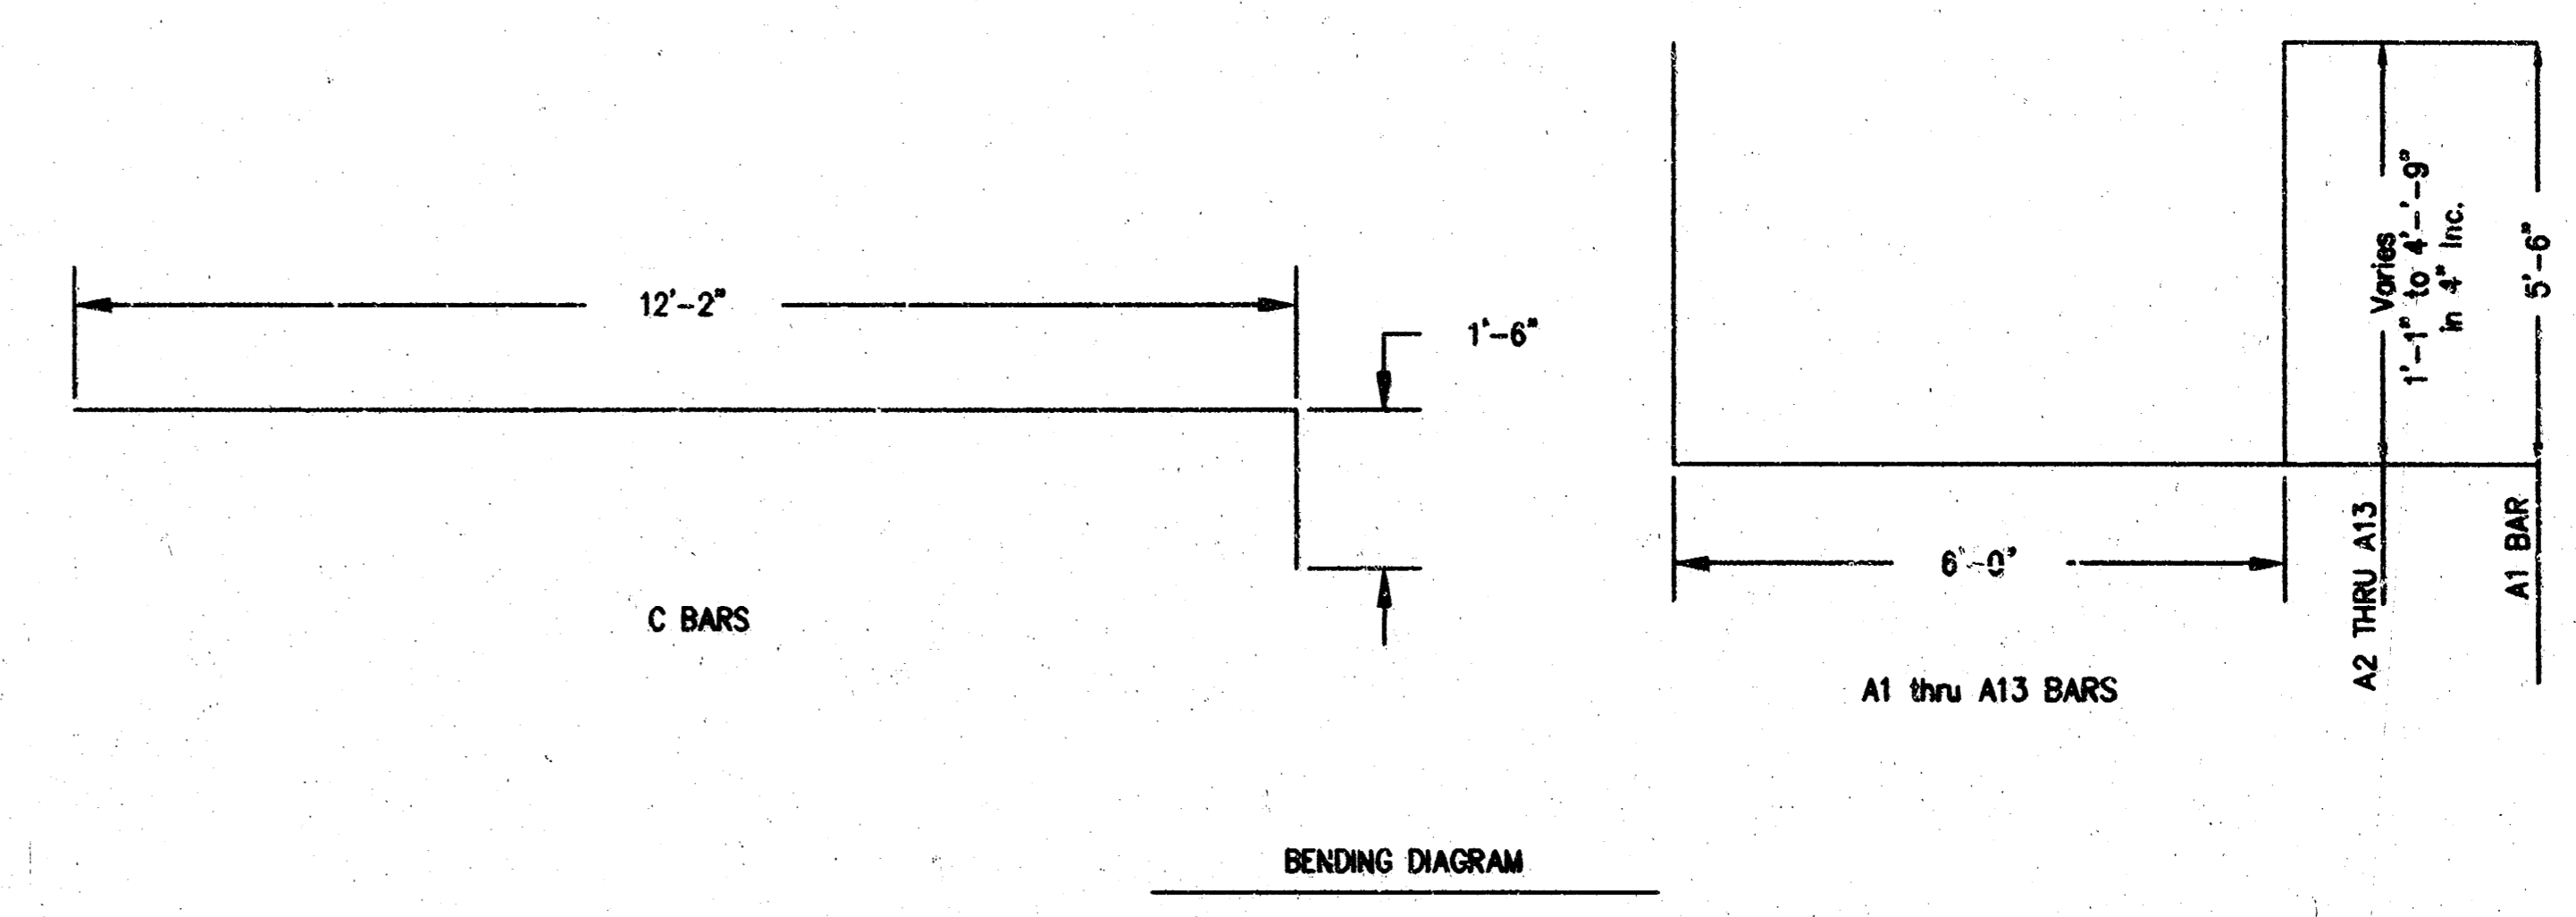 12'-2"
1'-6"
C BARS
6'-0"
A1 thru A13 BARS
Varies
1'-1" to 4'-'-9"
in 4" Inc.
5'-6"
A2 THRU A13
A1 BAR
BENDING DIAGRAM